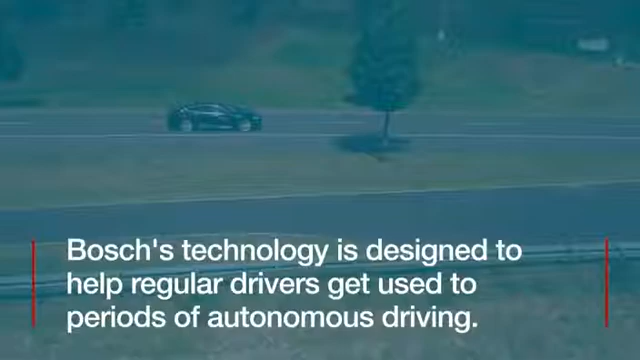 Bosch's technology is designed to
help regular drivers get used to
periods of autonomous driving.